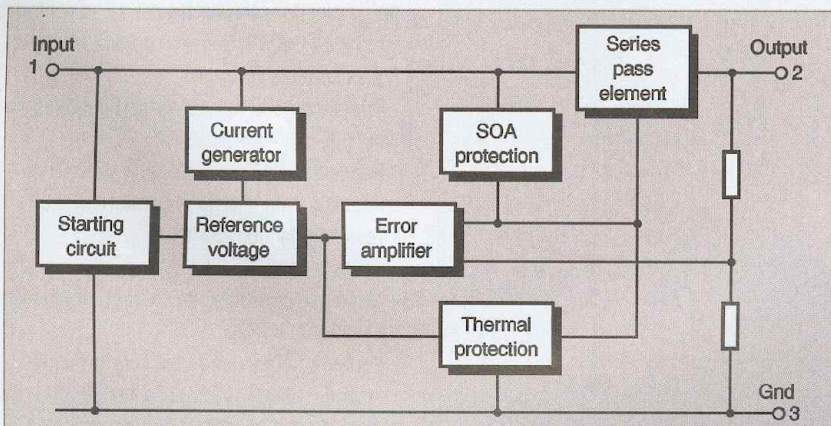 Input
1
Series
pass
element
Output
2
Current
generator
SOA
protection
Starting
circuit
Reference
voltage
Error
amplifier
Thermal
protection
Gnd
3